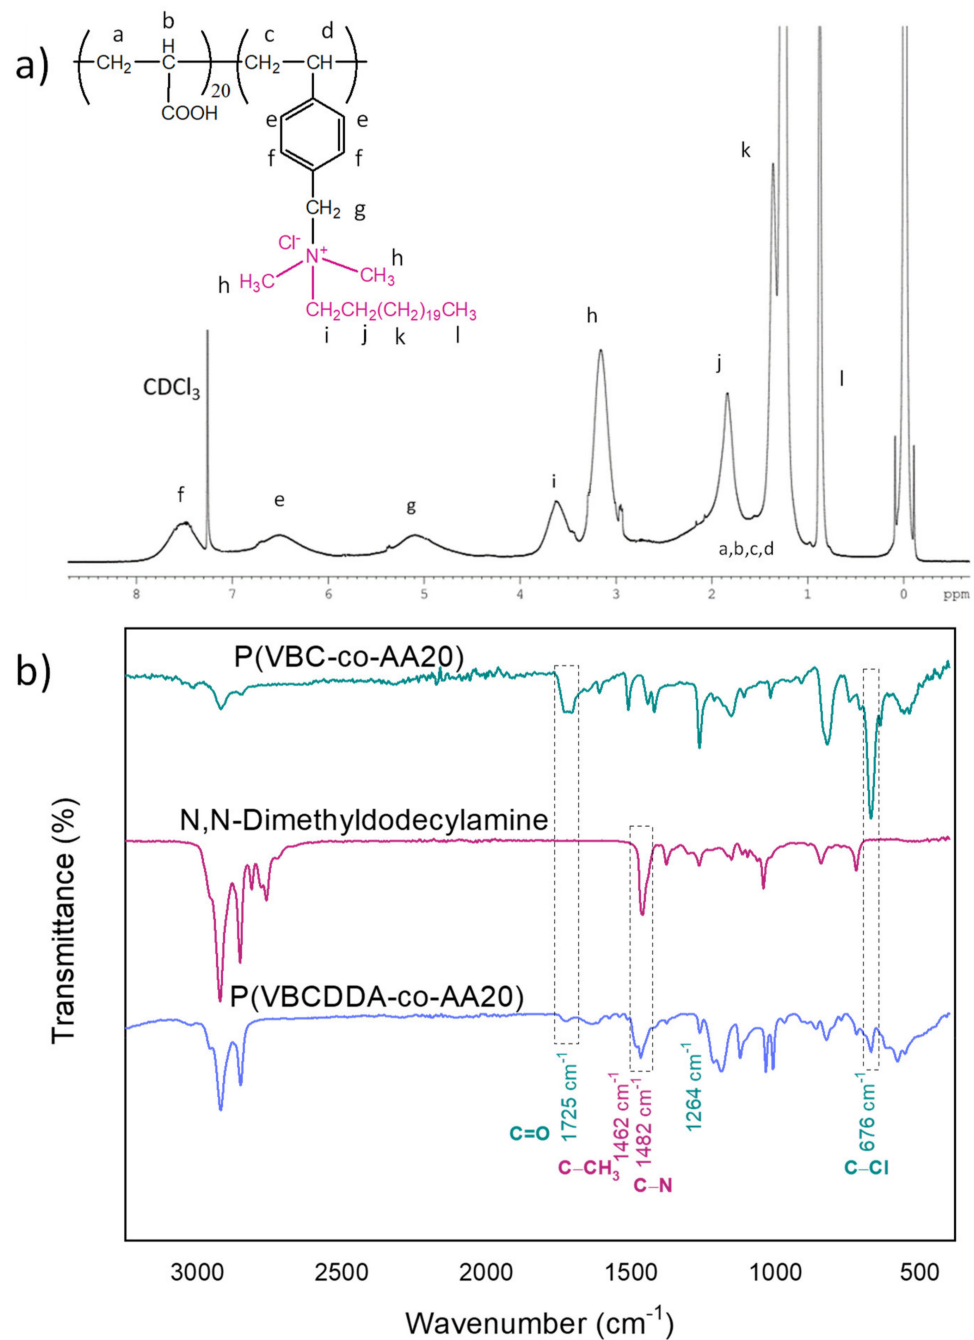 a)
a b c d
CH₂ H CH₂ CH
COOH 20
e e
f f
CH₂ g
Cl⁻
N⁺
h H₃C CH₃ h
CH₂CH₂(CH₂)₁₉CH₃
i j k l
CDCl₃
f e g i h j k l
a,b,c,d
8 7 6 5 4 3 2 1 0 ppm
b)
P(VBC-co-AA20)
N,N-Dimethyldodecylamine
P(VBCDDA-co-AA20)
Transmittance (%)
1725 cm⁻¹
1462 cm⁻¹
1482 cm⁻¹
1264 cm⁻¹
676 cm⁻¹
C=O
C–CH₃
C–N
C–Cl
3000 2500 2000 1500 1000 500
Wavenumber (cm⁻¹)